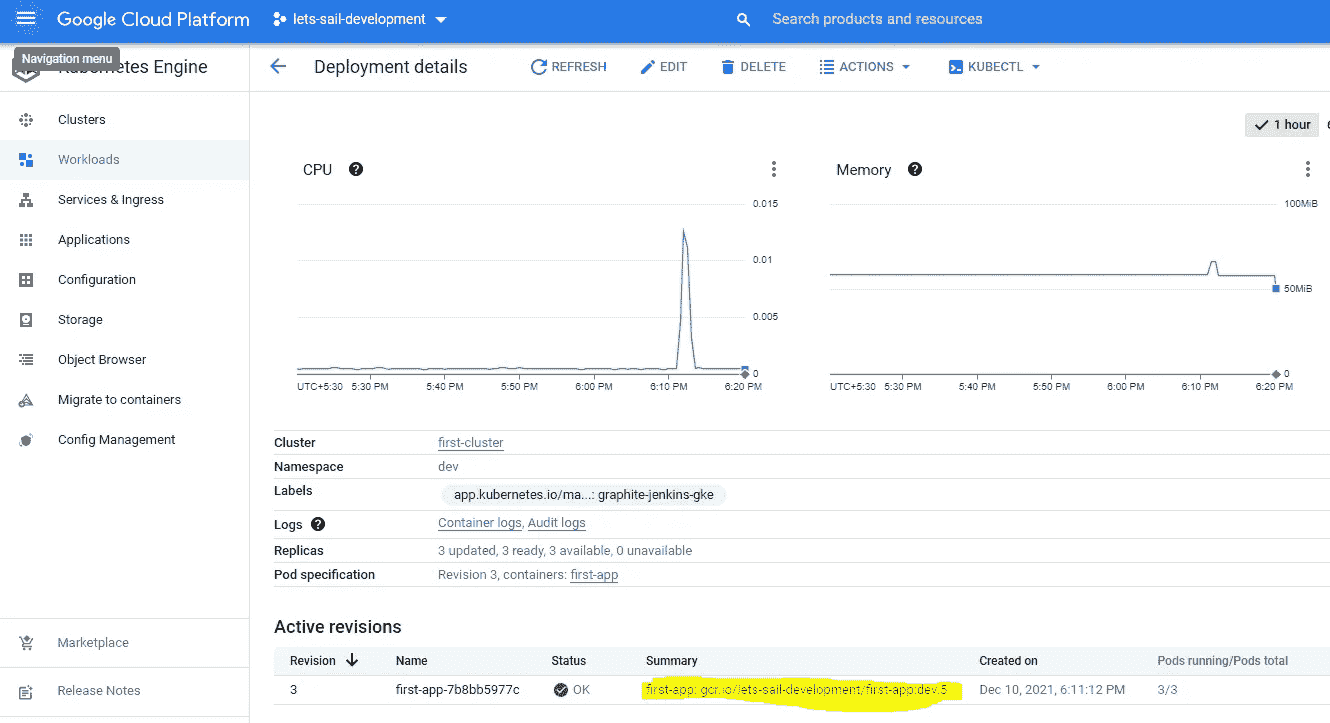 Google Cloud Platform lets-sail-development Search products and resources
Navigation menu
Kubernetes Engine Deployment details REFRESH EDIT DELETE ACTIONS KUBECTL
Clusters
Workloads
Services & Ingress
Applications
Configuration
Storage
Object Browser
Migrate to containers
Config Management
Marketplace
Release Notes
1 hour
CPU
0.015
0.01
0.005
0
UTC+5:30 5:30 PM 5:40 PM 5:50 PM 6:00 PM 6:10 PM 6:20 PM
Memory
100MiB
50MiB
0
UTC+5:30 5:30 PM 5:40 PM 5:50 PM 6:00 PM 6:10 PM 6:20 PM
Cluster first-cluster
Namespace dev
Labels app.kubernetes.io/ma...: graphite-jenkins-gke
Logs Container logs, Audit logs
Replicas 3 updated, 3 ready, 3 available, 0 unavailable
Pod specification Revision 3, containers: first-app
Active revisions
Revision Name Status Summary Created on Pods running/Pods total
3 first-app-7b8bb5977c OK first-app: gcr.io/lets-sail-development/first-app:dev.5 Dec 10, 2021, 6:11:12 PM 3/3